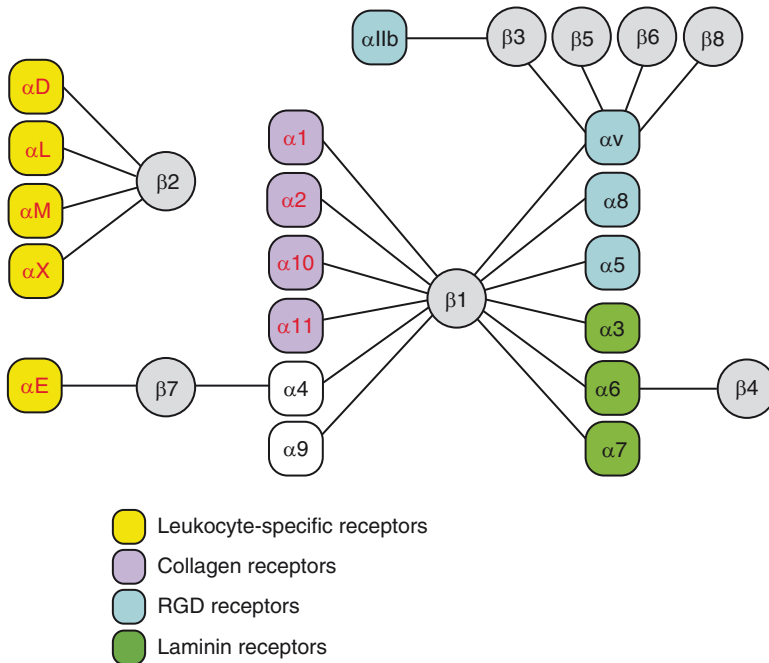 αIIb
β3
β5
β6
β8
αD
αL
αM
αX
β2
α1
α2
α10
α11
α4
α9
β1
αv
α8
α5
α3
α6
α7
β4
αE
β7
Leukocyte-specific receptors
Collagen receptors
RGD receptors
Laminin receptors